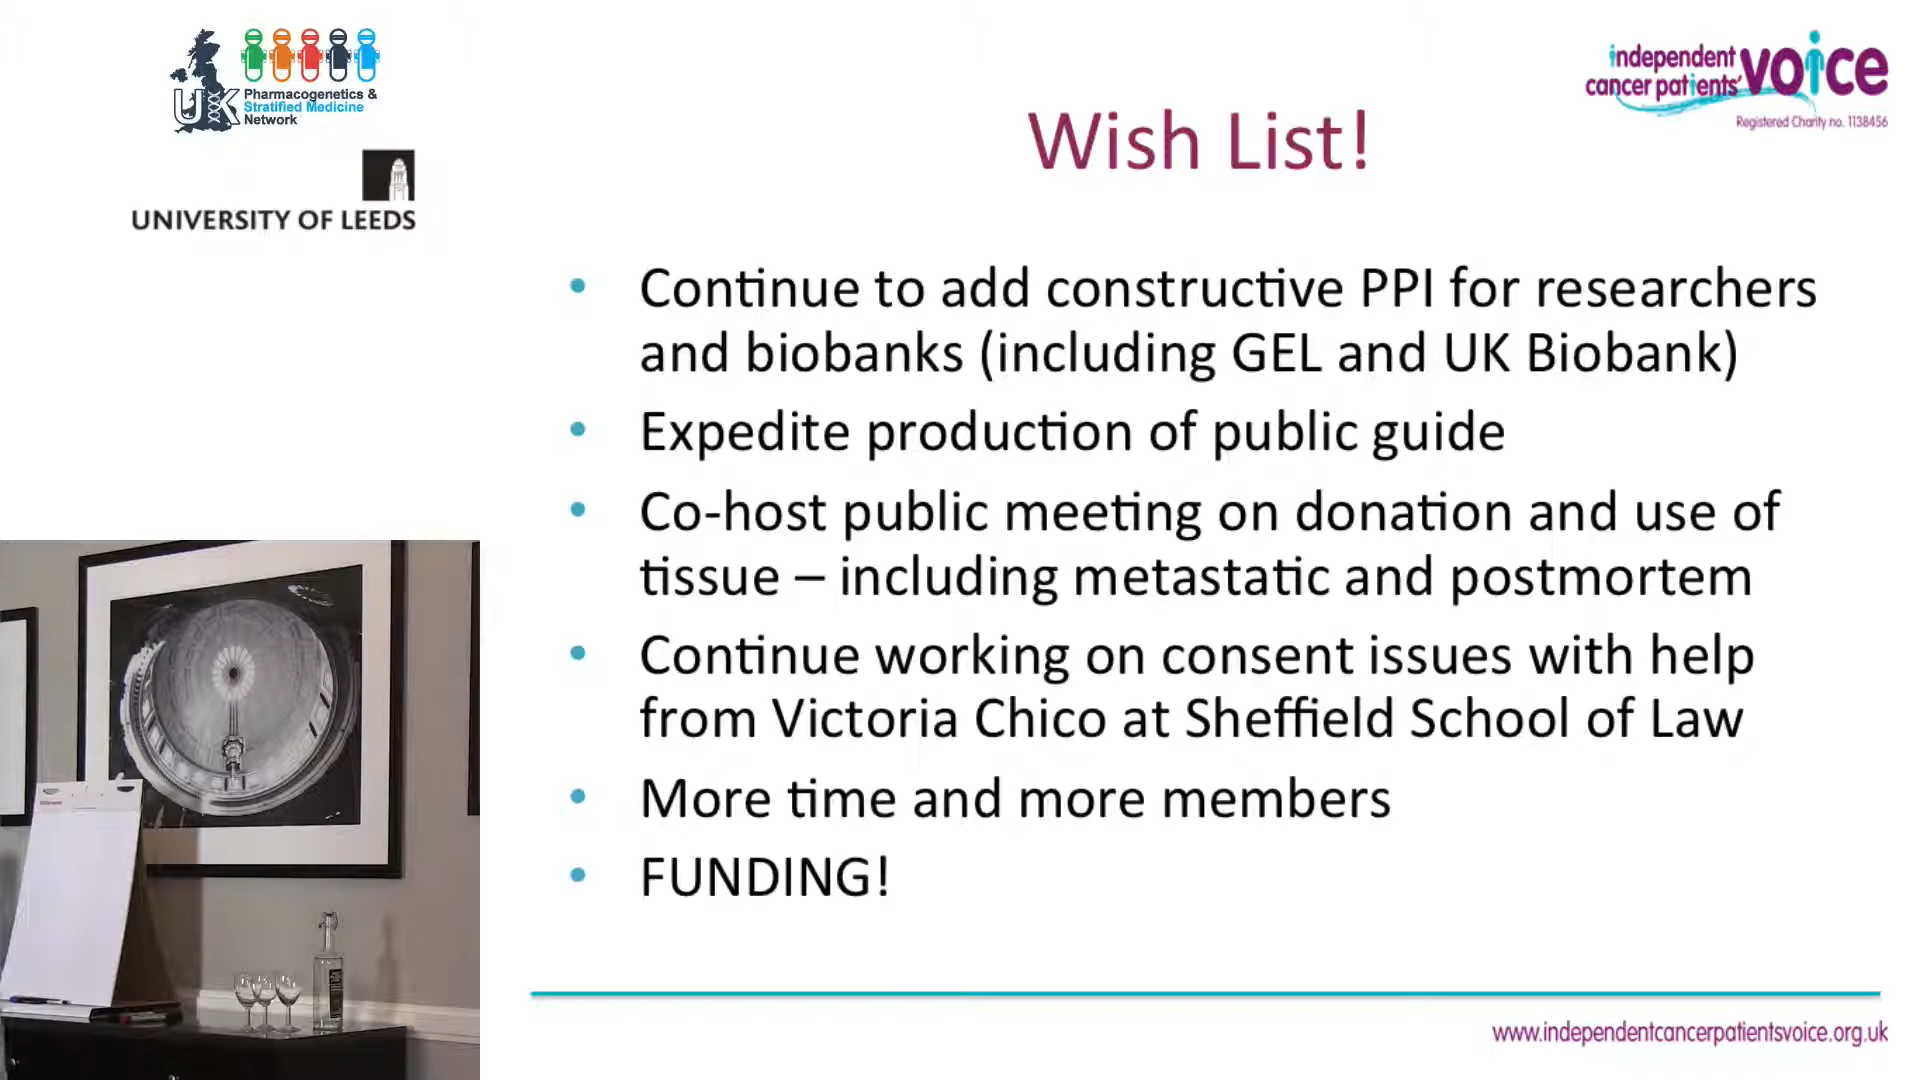 UK
Pharmacogenetics &
Stratified Medicine
Network
UNIVERSITY OF LEEDS
independent
cancer patients'
voice
Registered Charity no. 1138456
Wish List!
• Continue to add constructive PPI for researchers
and biobanks (including GEL and UK Biobank)
• Expedite production of public guide
• Co-host public meeting on donation and use of
tissue – including metastatic and postmortem
• Continue working on consent issues with help
from Victoria Chico at Sheffield School of Law
• More time and more members
• FUNDING!
www.independentcancerpatientsvoice.org.uk